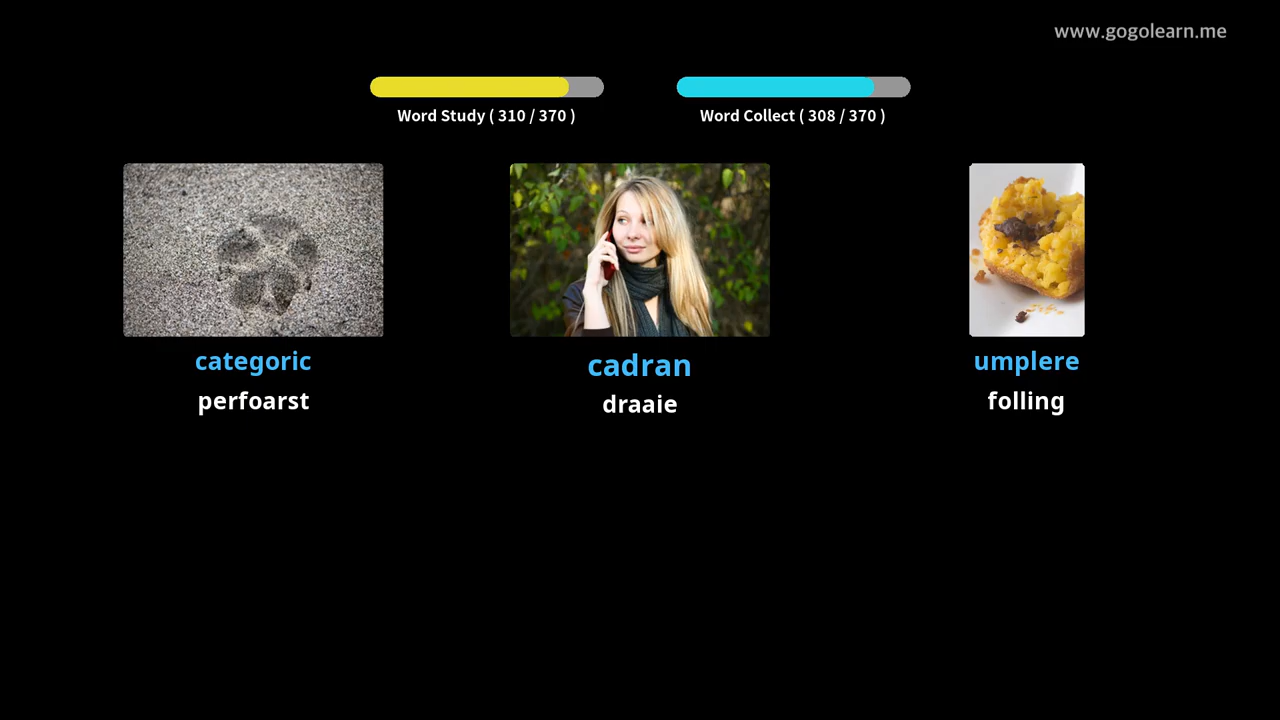 www.gogolearn.me
Word Study ( 310 / 370 )
Word Collect ( 308 / 370 )
categoric
perfoarst
cadran
draaie
umplere
folling